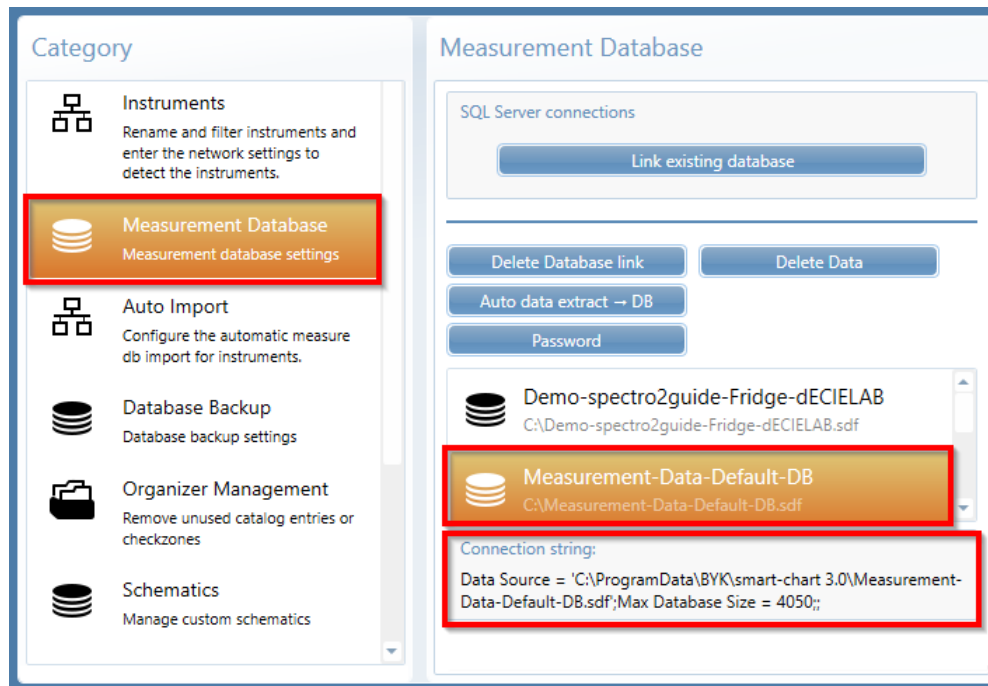 Category
Instruments
Rename and filter instruments and
enter the network settings to
detect the instruments.
Measurement Database
Measurement database settings
Auto Import
Configure the automatic measure
db import for instruments.
Database Backup
Database backup settings
Organizer Management
Remove unused catalog entries or
checkzones
Schematics
Manage custom schematics
Measurement Database
SQL Server connections
Link existing database
Delete Database link
Delete Data
Auto data extract → DB
Password
Demo-spectro2guide-Fridge-dECIELAB
C:\Demo-spectro2guide-Fridge-dECIELAB.sdf
Measurement-Data-Default-DB
C:\Measurement-Data-Default-DB.sdf
Connection string:
Data Source = 'C:\ProgramData\BYK\smart-chart 3.0\Measurement-
Data-Default-DB.sdf';Max Database Size = 4050;;